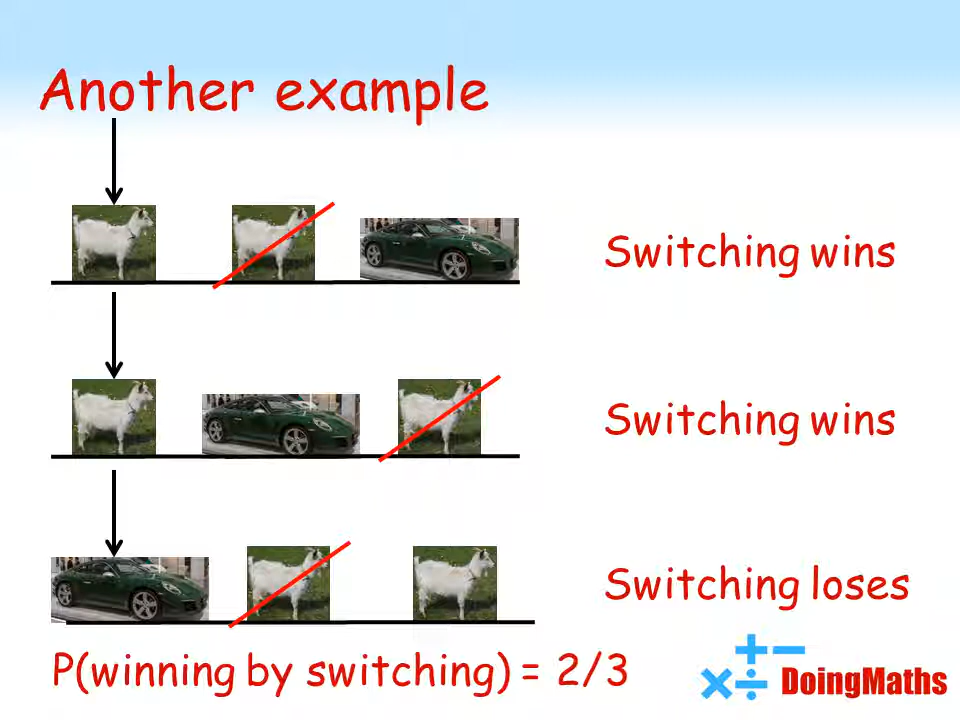 Another example
Switching wins
Switching wins
Switching loses
P(winning by switching) = 2/3
DoingMaths